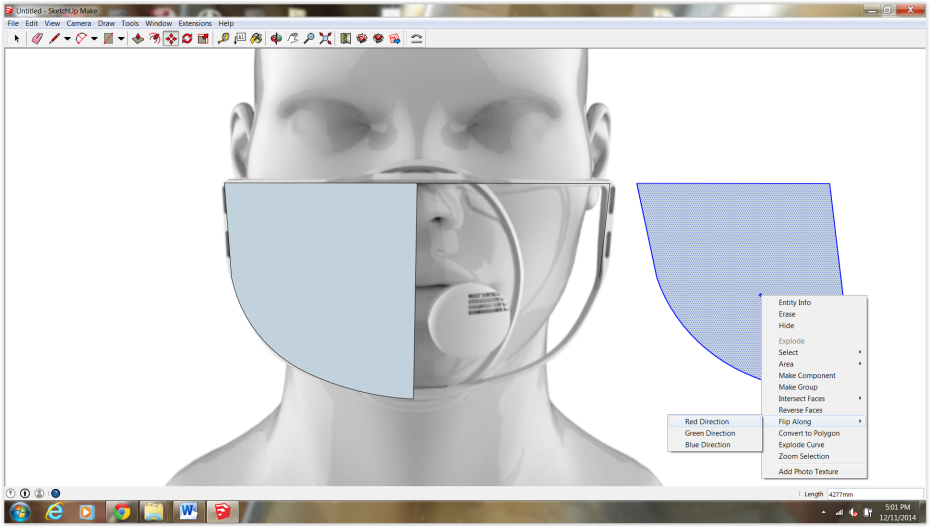 Untitled - SketchUp Make
File Edit View Camera Draw Tools Window Extensions Help
A1
Entity Info
Erase
Hide
Explode
Select
Area
Make Component
Make Group
Intersect Faces
Reverse Faces
Flip Along
Convert to Polygon
Explode Curve
Zoom Selection
Add Photo Texture
Red Direction
Green Direction
Blue Direction
Length 4277mm
W
5:01 PM
12/11/2014